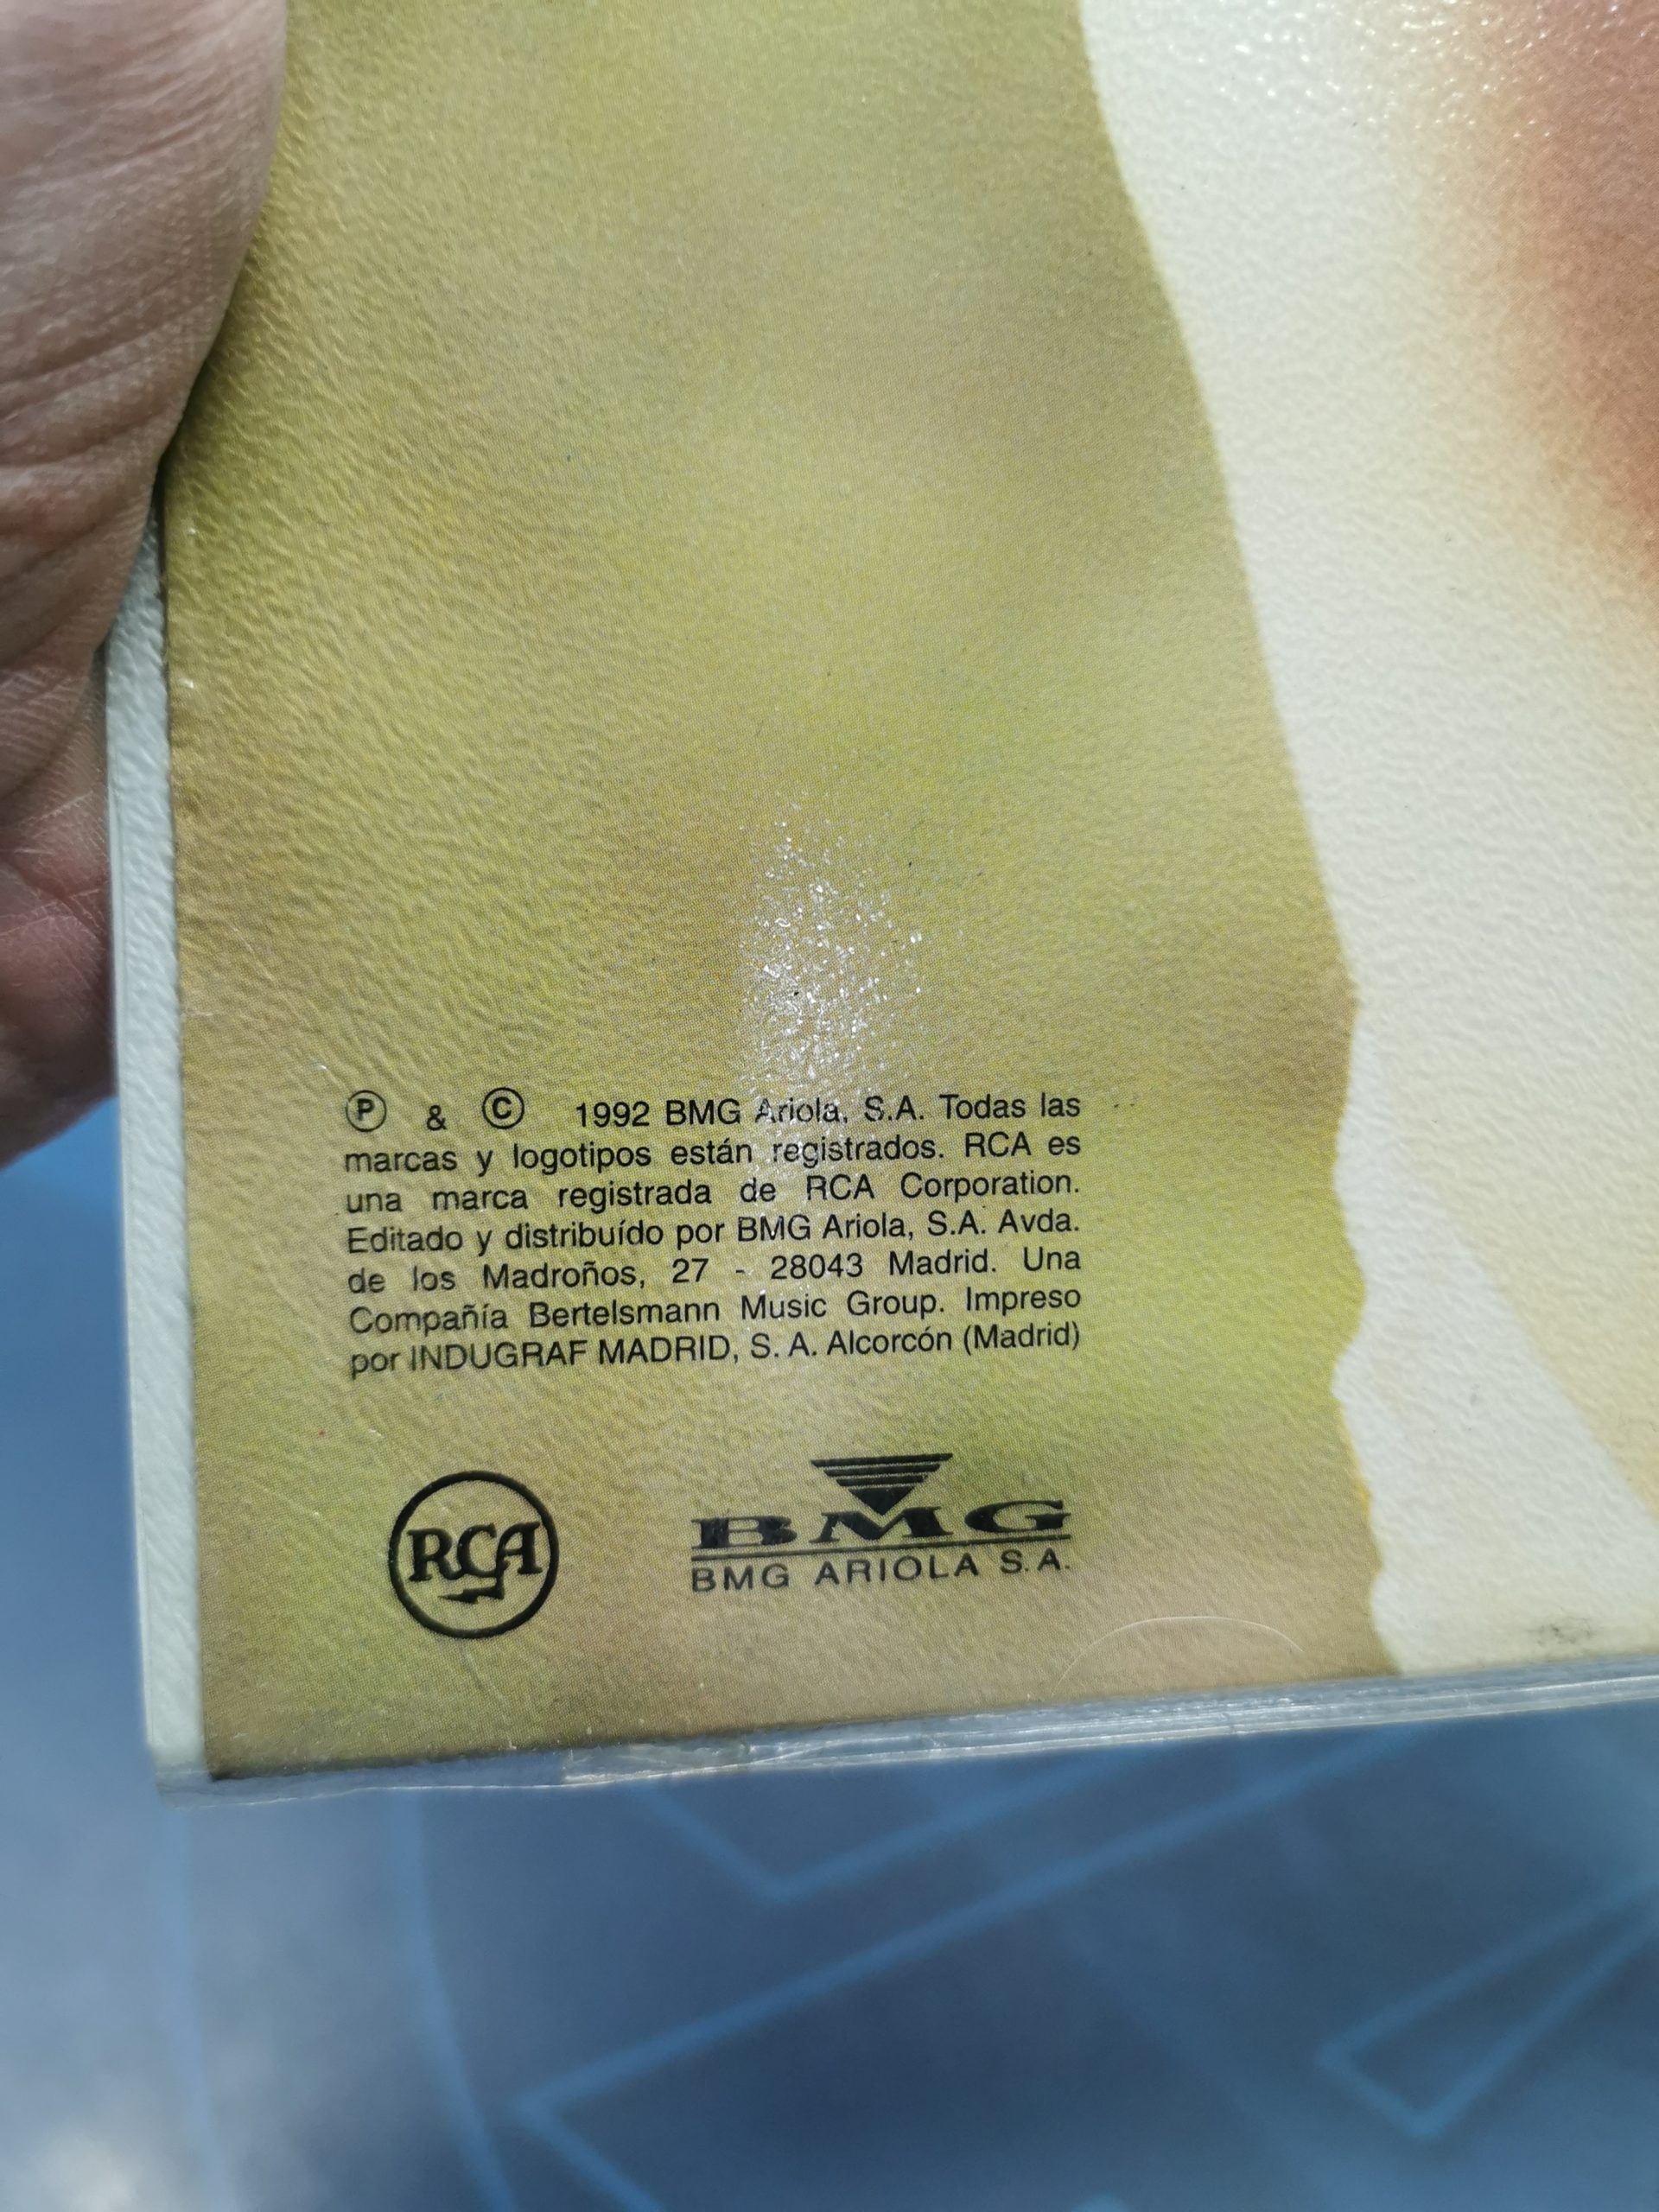 Ⓟ & © 1992 BMG Ariola, S.A. Todas las
marcas y logotipos están registrados. RCA es
una marca registrada de RCA Corporation.
Editado y distribuído por BMG Ariola, S.A. Avda.
de los Madroños, 27 - 28043 Madrid. Una
Compañía Bertelsmann Music Group. Impreso
por INDUGRAF MADRID, S. A. Alcorcón (Madrid)
RCA
BMG
BMG ARIOLA S.A.